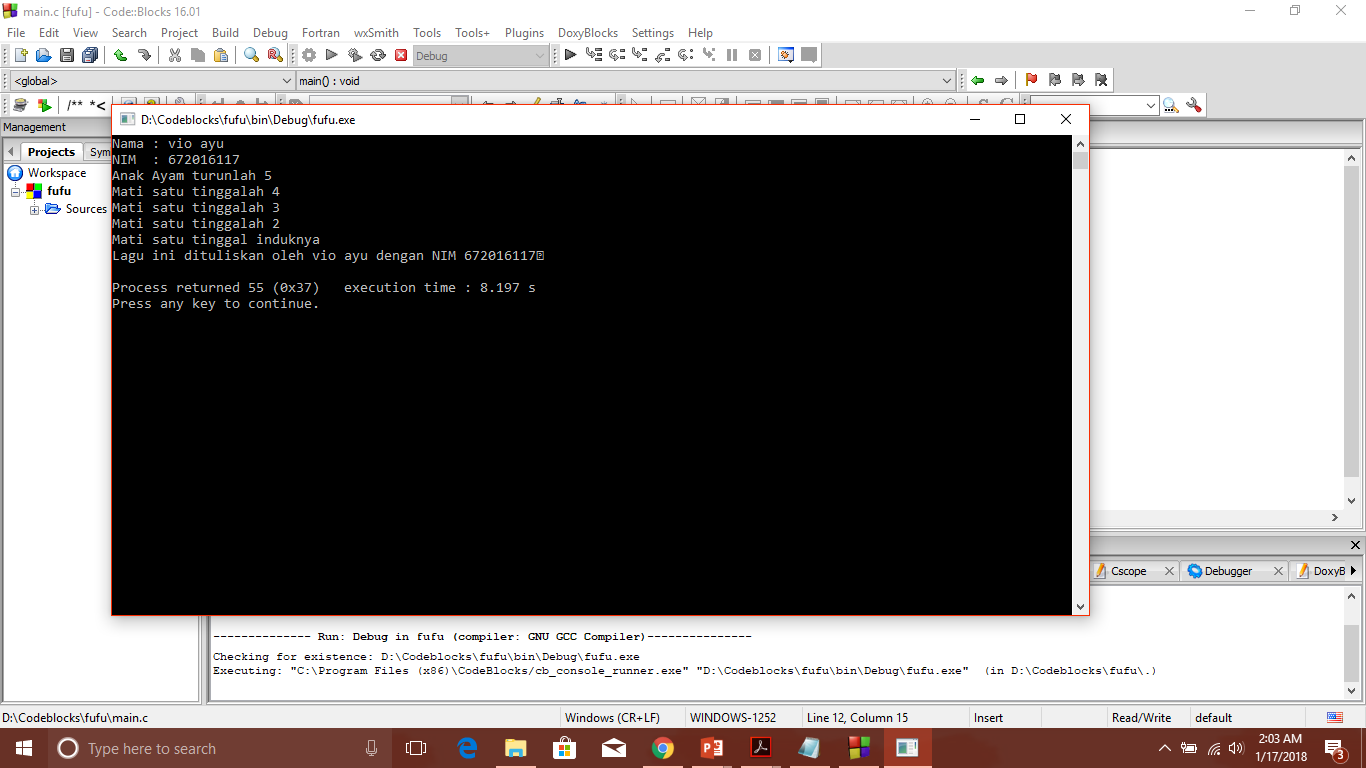 main.c [fufu] - Code::Blocks 16.01
File Edit View Search Project Build Debug Fortran wxSmith Tools Tools+ Plugins DoxyBlocks Settings Help
Debug
<global> main() : void
/** *<
D:\Codeblocks\fufu\bin\Debug\fufu.exe
Management
Projects Sym
Workspace
fufu
Sources
Nama : vio ayu
NIM  : 672016117
Anak Ayam turunlah 5
Mati satu tinggalah 4
Mati satu tinggalah 3
Mati satu tinggalah 2
Mati satu tinggal induknya
Lagu ini dituliskan oleh vio ayu dengan NIM 672016117
Process returned 55 (0x37)   execution time : 8.197 s
Press any key to continue.
Cscope Debugger DoxyB
-------------- Run: Debug in fufu (compiler: GNU GCC Compiler)---------------
Checking for existence: D:\Codeblocks\fufu\bin\Debug\fufu.exe
Executing: "C:\Program Files (x86)\CodeBlocks/cb_console_runner.exe" "D:\Codeblocks\fufu\bin\Debug\fufu.exe"  (in D:\Codeblocks\fufu\.)
D:\Codeblocks\fufu\main.c Windows (CR+LF) WINDOWS-1252 Line 12, Column 15 Insert Read/Write default
Type here to search
2:03 AM
1/17/2018
3